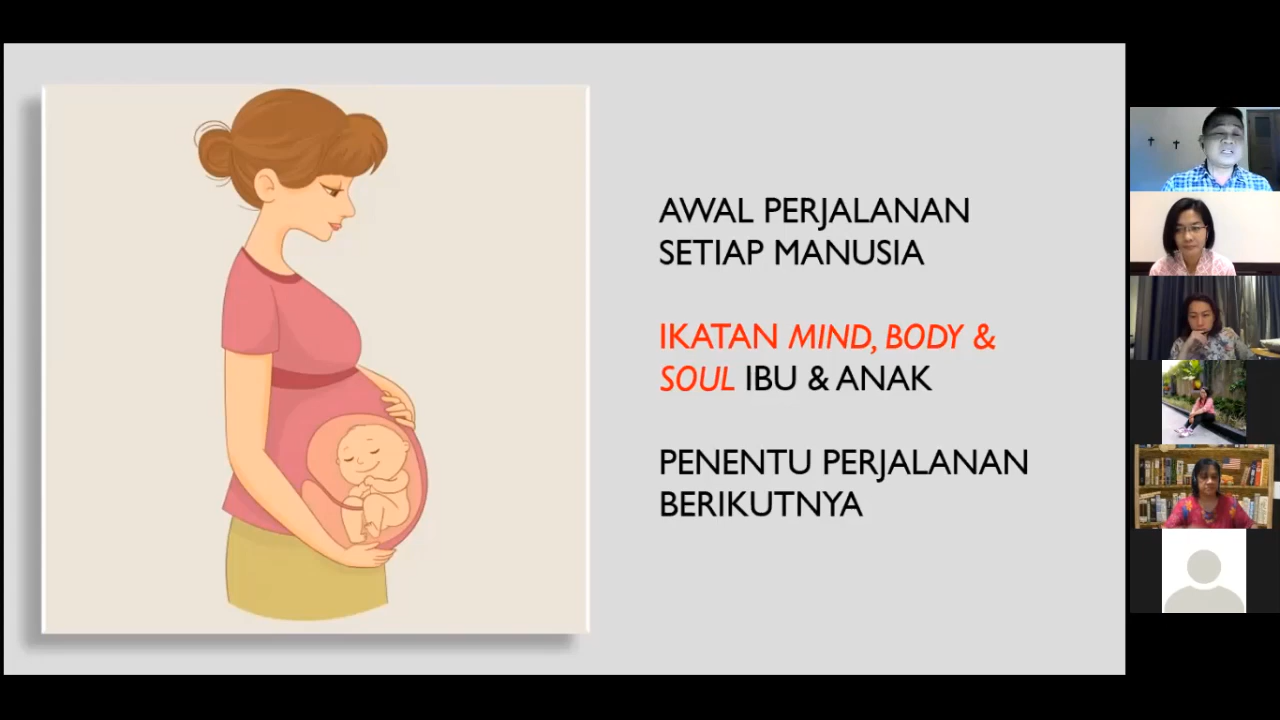 AWAL PERJALANAN
SETIAP MANUSIA
IKATAN MIND, BODY &
SOUL IBU & ANAK
PENENTU PERJALANAN
BERIKUTNYA